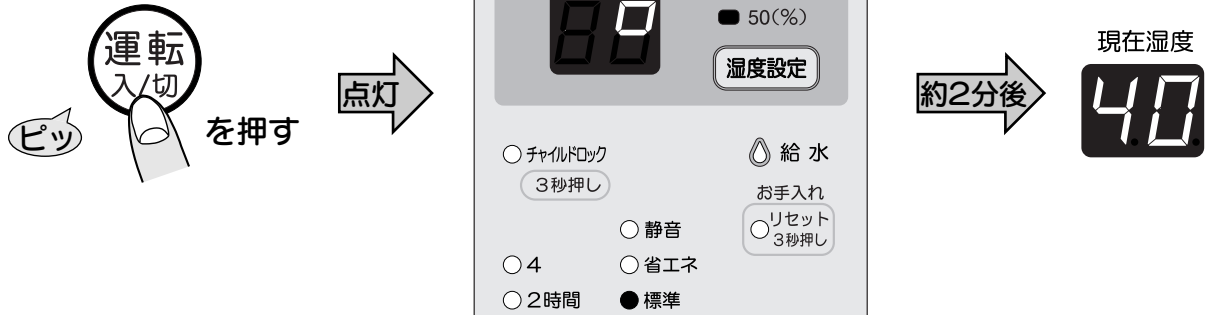 運転
入/切
ピッ
を押す
点灯
50(%)
湿度設定
チャイルドロック
3秒押し
給水
お手入れ
リセット
3秒押し
静音
4
省エネ
2時間
標準
約2分後
現在湿度
40